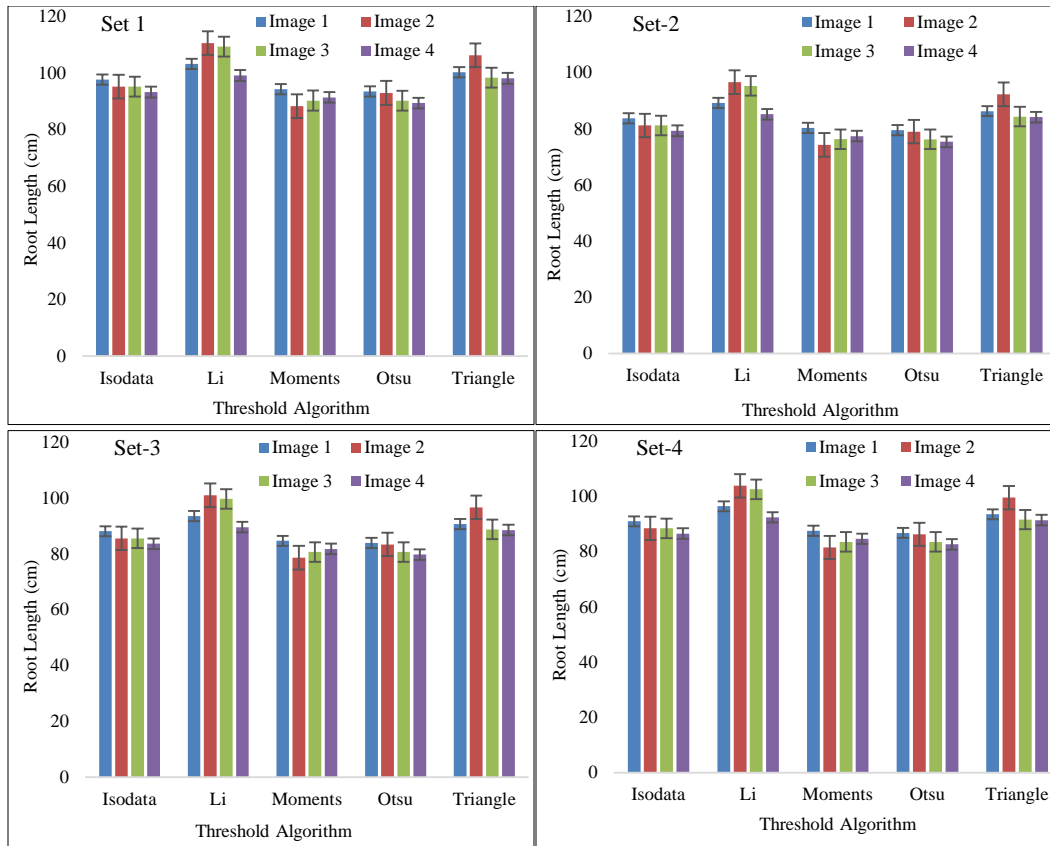 Set 1
Image 1 Image 2
Image 3 Image 4
Root Length (cm)
120
100
80
60
40
20
0
Isodata Li Moments Otsu Triangle
Threshold Algorithm
Set-2
Image 1 Image 2
Image 3 Image 4
Root Length (cm)
120
100
80
60
40
20
0
Isodata Li Moments Otsu Triangle
Threshold Algorithm
Set-3
Image 1 Image 2
Image 3 Image 4
Root Length (cm)
120
100
80
60
40
20
0
Isodata Li Moments Otsu Triangle
Threshold Algorithm
Set-4
Image 1 Image 2
Image 3 Image 4
Root Length (cm)
120
100
80
60
40
20
0
Isodata Li Moments Otsu Triangle
Threshold Algorithm